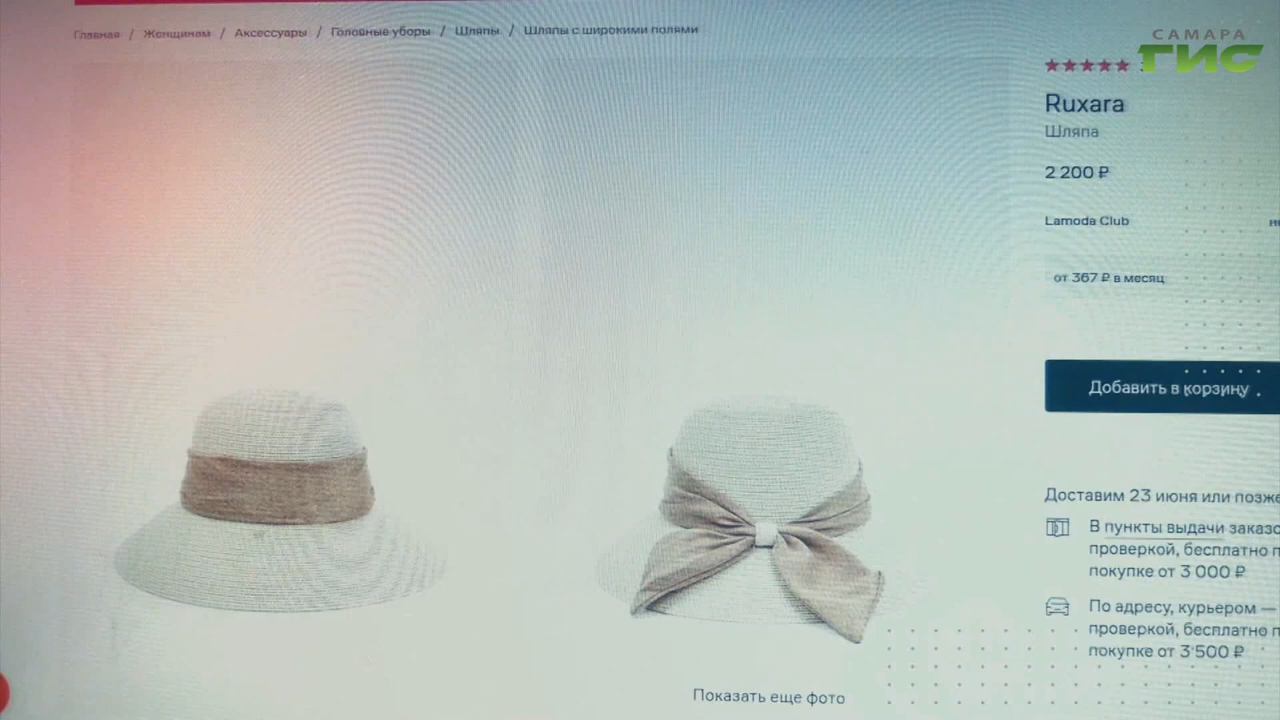 Главная / Женщинам / Аксессуары / Головные уборы / Шляпы / Шляпы с широкими полями
САМАРА
ГИС
Ruxara
Шляпа
2 200 ₽
Lamoda Club
от 367 ₽ в месяц
Добавить в корзину
Доставим 23 июня или позже
В пункты выдачи
проверкой, бесплатно
покупке от 3 000 ₽
По адресу, курьером —
проверкой, бесплатно
покупке от 3 500 ₽
Показать еще фото